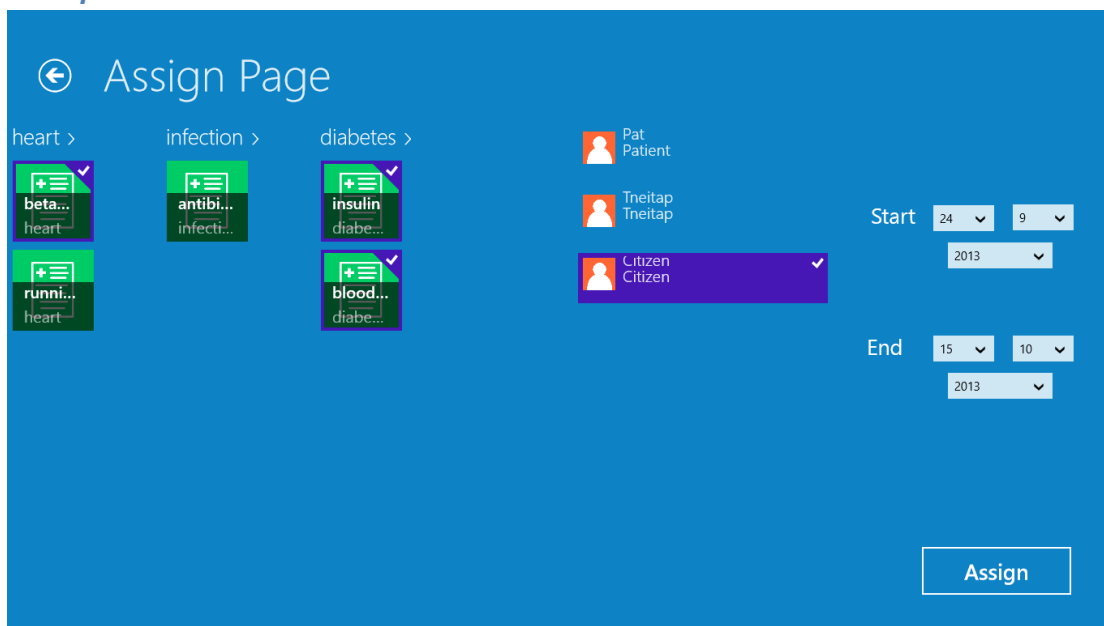 Assign Page
heart >
infection >
diabetes >
beta...
heart
runni...
heart
antibi...
infecti...
insulin
diabe...
blood...
diabe...
Pat
Patient
Tneitap
Tneitap
Citizen
Citizen
Start
24
9
2013
End
15
10
2013
Assign